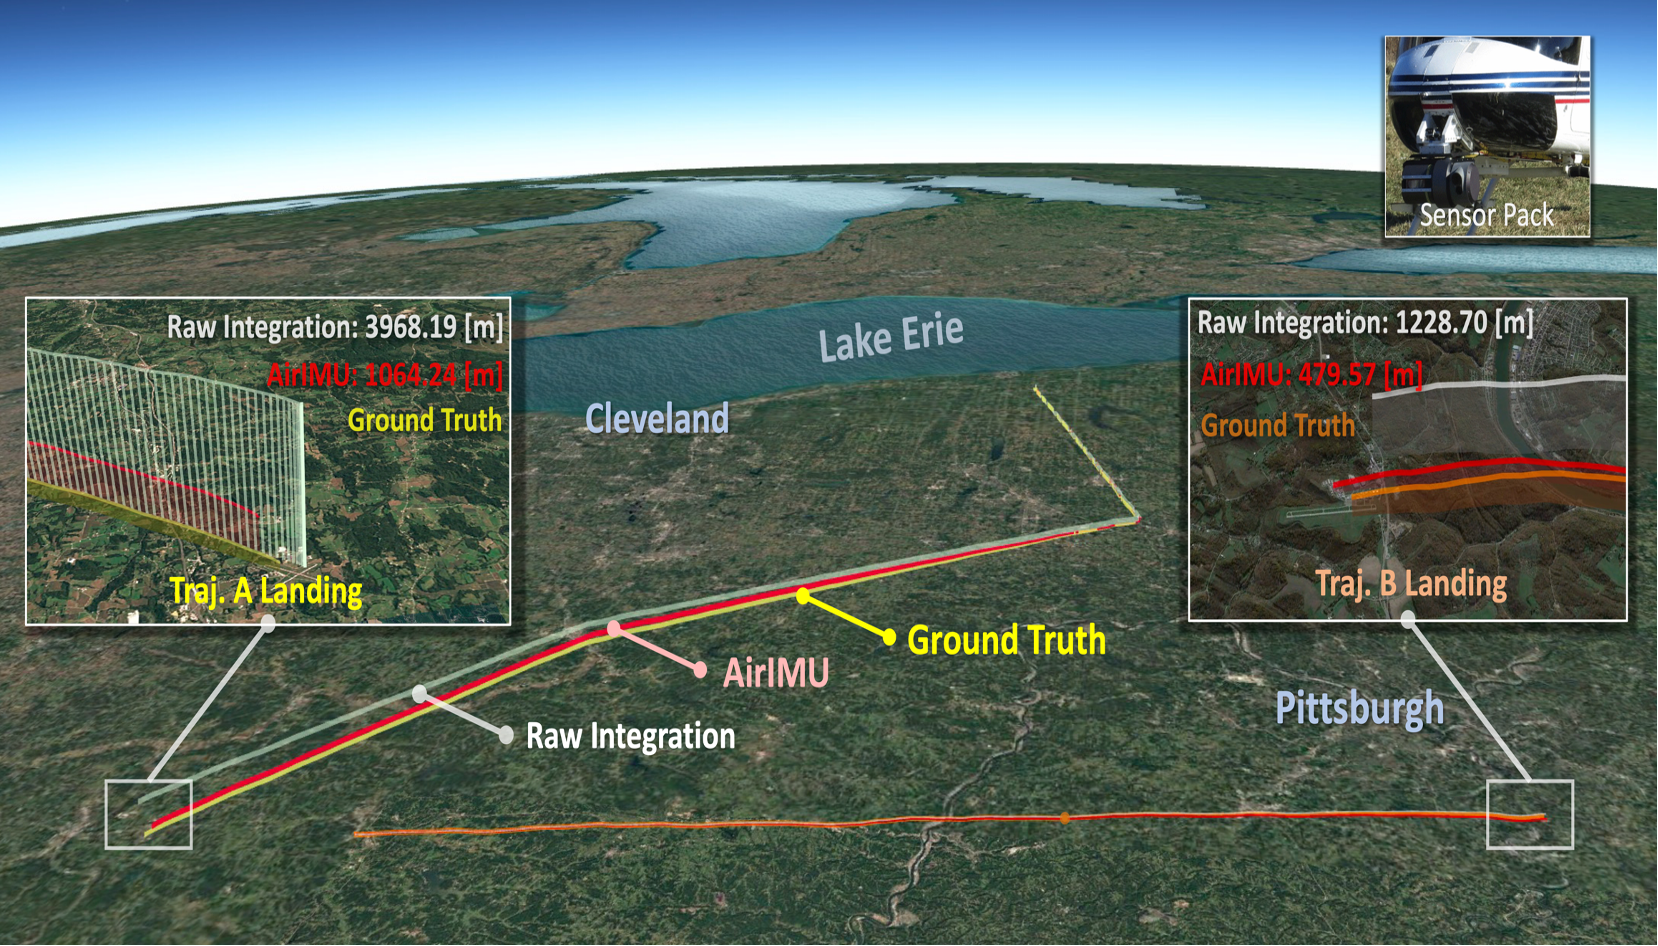 Sensor Pack
Raw Integration: 3968.19 [m]
AirIMU: 1064.24 [m]
Ground Truth
Traj. A Landing
Lake Erie
Cleveland
Raw Integration: 1228.70 [m]
AirIMU: 479.57 [m]
Ground Truth
Traj. B Landing
Ground Truth
AirIMU
Raw Integration
Pittsburgh